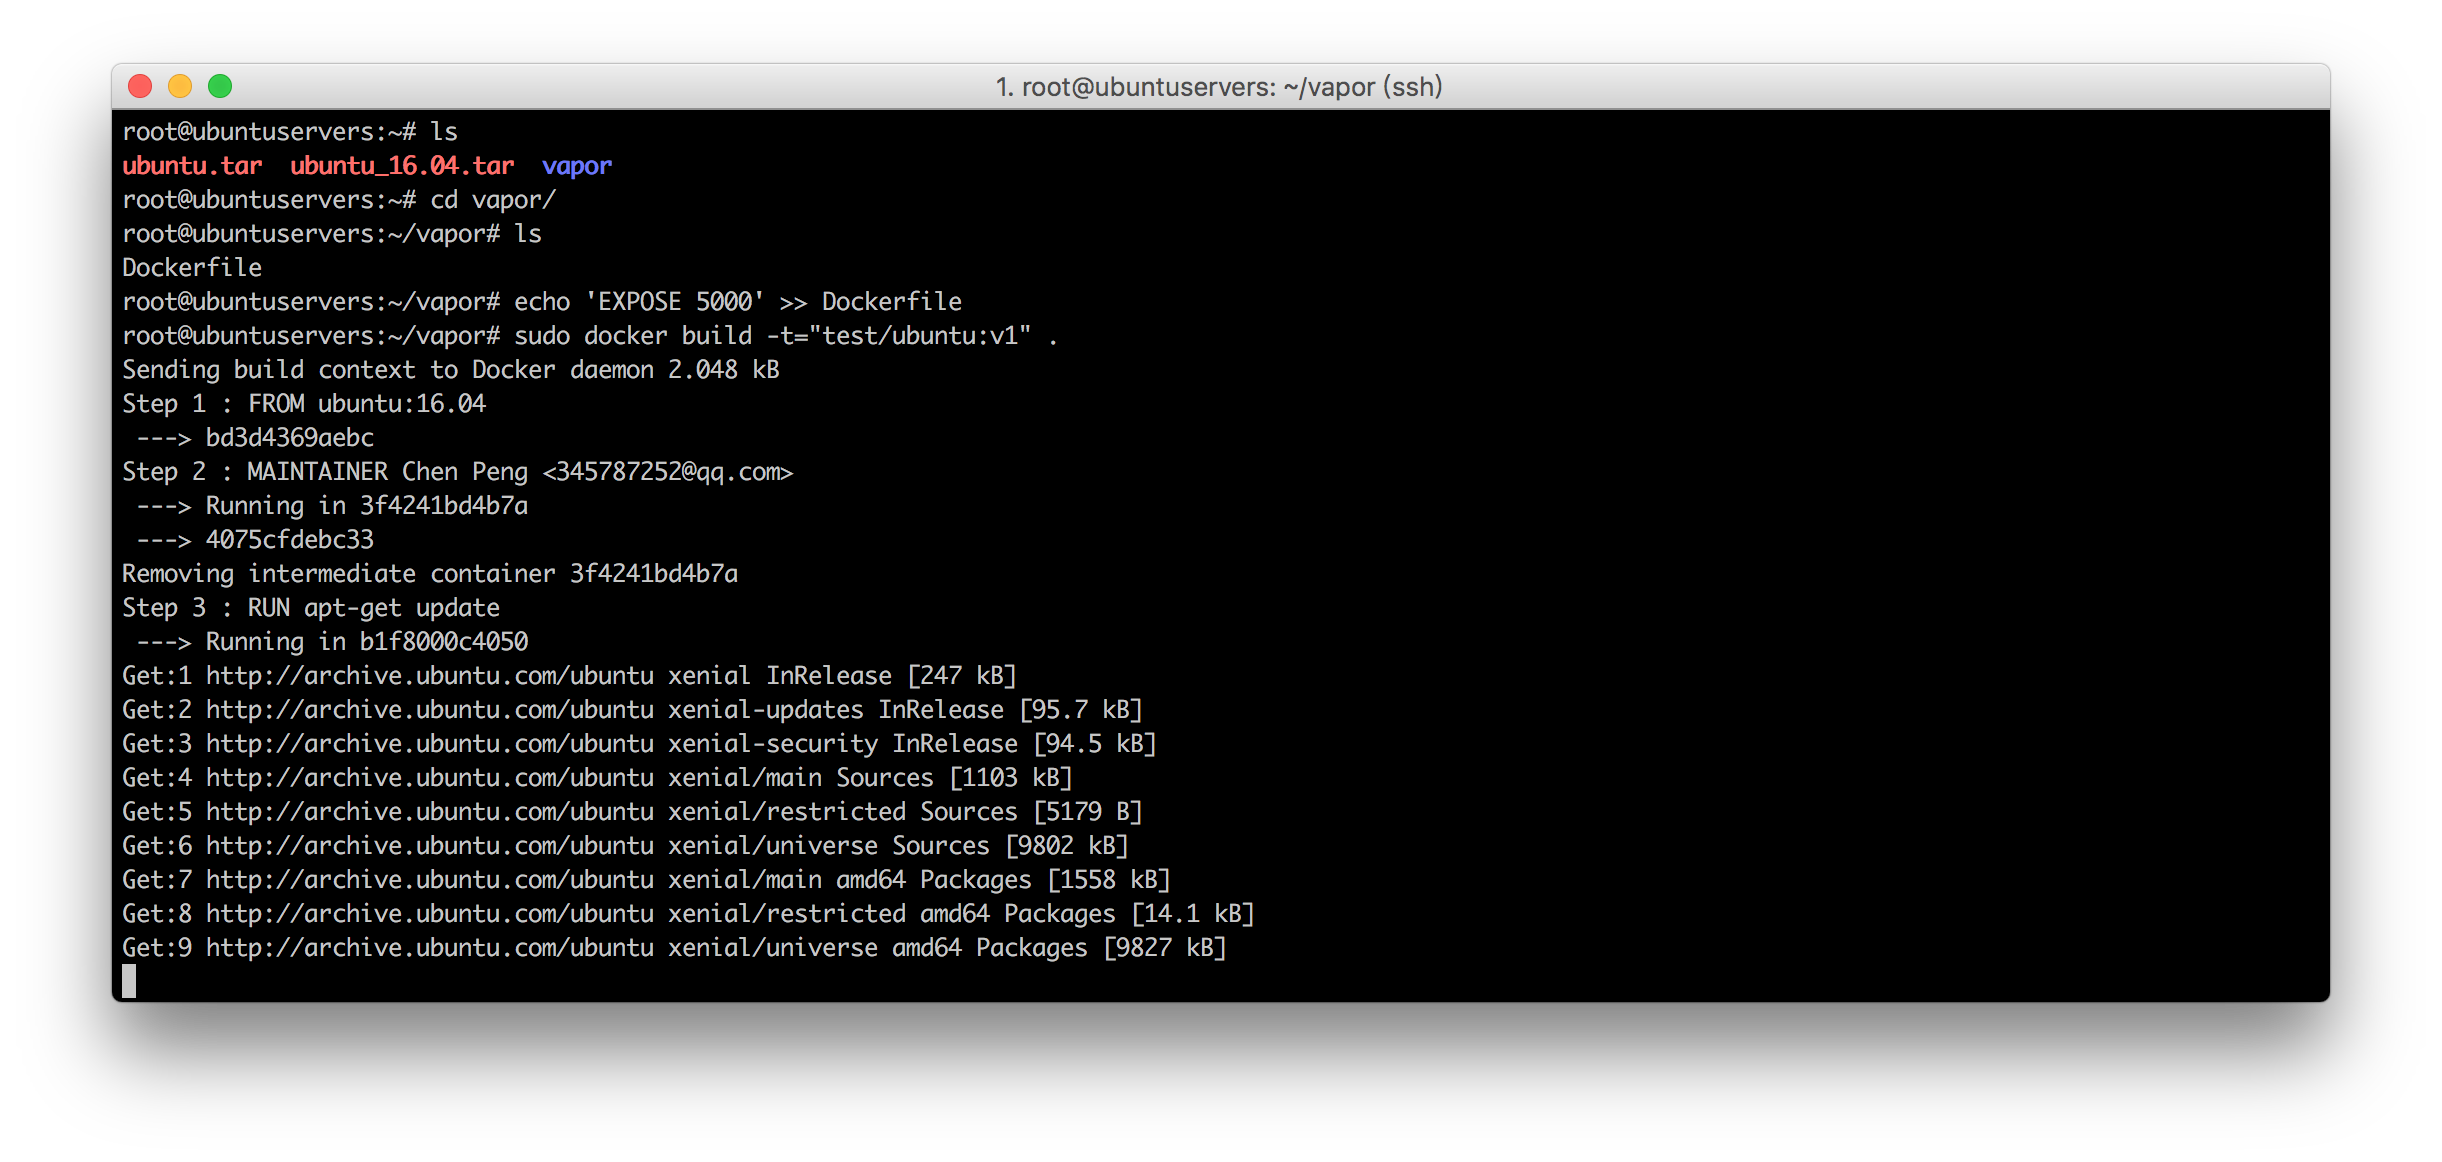 1. root@ubuntuservers: ~/vapor (ssh)
root@ubuntuservers:~# ls
ubuntu.tar  ubuntu_16.04.tar  vapor
root@ubuntuservers:~# cd vapor/
root@ubuntuservers:~/vapor# ls
Dockerfile
root@ubuntuservers:~/vapor# echo 'EXPOSE 5000' >> Dockerfile
root@ubuntuservers:~/vapor# sudo docker build -t="test/ubuntu:v1" .
Sending build context to Docker daemon 2.048 kB
Step 1 : FROM ubuntu:16.04
 ---> bd3d4369aebc
Step 2 : MAINTAINER Chen Peng <345787252@qq.com>
 ---> Running in 3f4241bd4b7a
 ---> 4075cfdebc33
Removing intermediate container 3f4241bd4b7a
Step 3 : RUN apt-get update
 ---> Running in b1f8000c4050
Get:1 http://archive.ubuntu.com/ubuntu xenial InRelease [247 kB]
Get:2 http://archive.ubuntu.com/ubuntu xenial-updates InRelease [95.7 kB]
Get:3 http://archive.ubuntu.com/ubuntu xenial-security InRelease [94.5 kB]
Get:4 http://archive.ubuntu.com/ubuntu xenial/main Sources [1103 kB]
Get:5 http://archive.ubuntu.com/ubuntu xenial/restricted Sources [5179 B]
Get:6 http://archive.ubuntu.com/ubuntu xenial/universe Sources [9802 kB]
Get:7 http://archive.ubuntu.com/ubuntu xenial/main amd64 Packages [1558 kB]
Get:8 http://archive.ubuntu.com/ubuntu xenial/restricted amd64 Packages [14.1 kB]
Get:9 http://archive.ubuntu.com/ubuntu xenial/universe amd64 Packages [9827 kB]